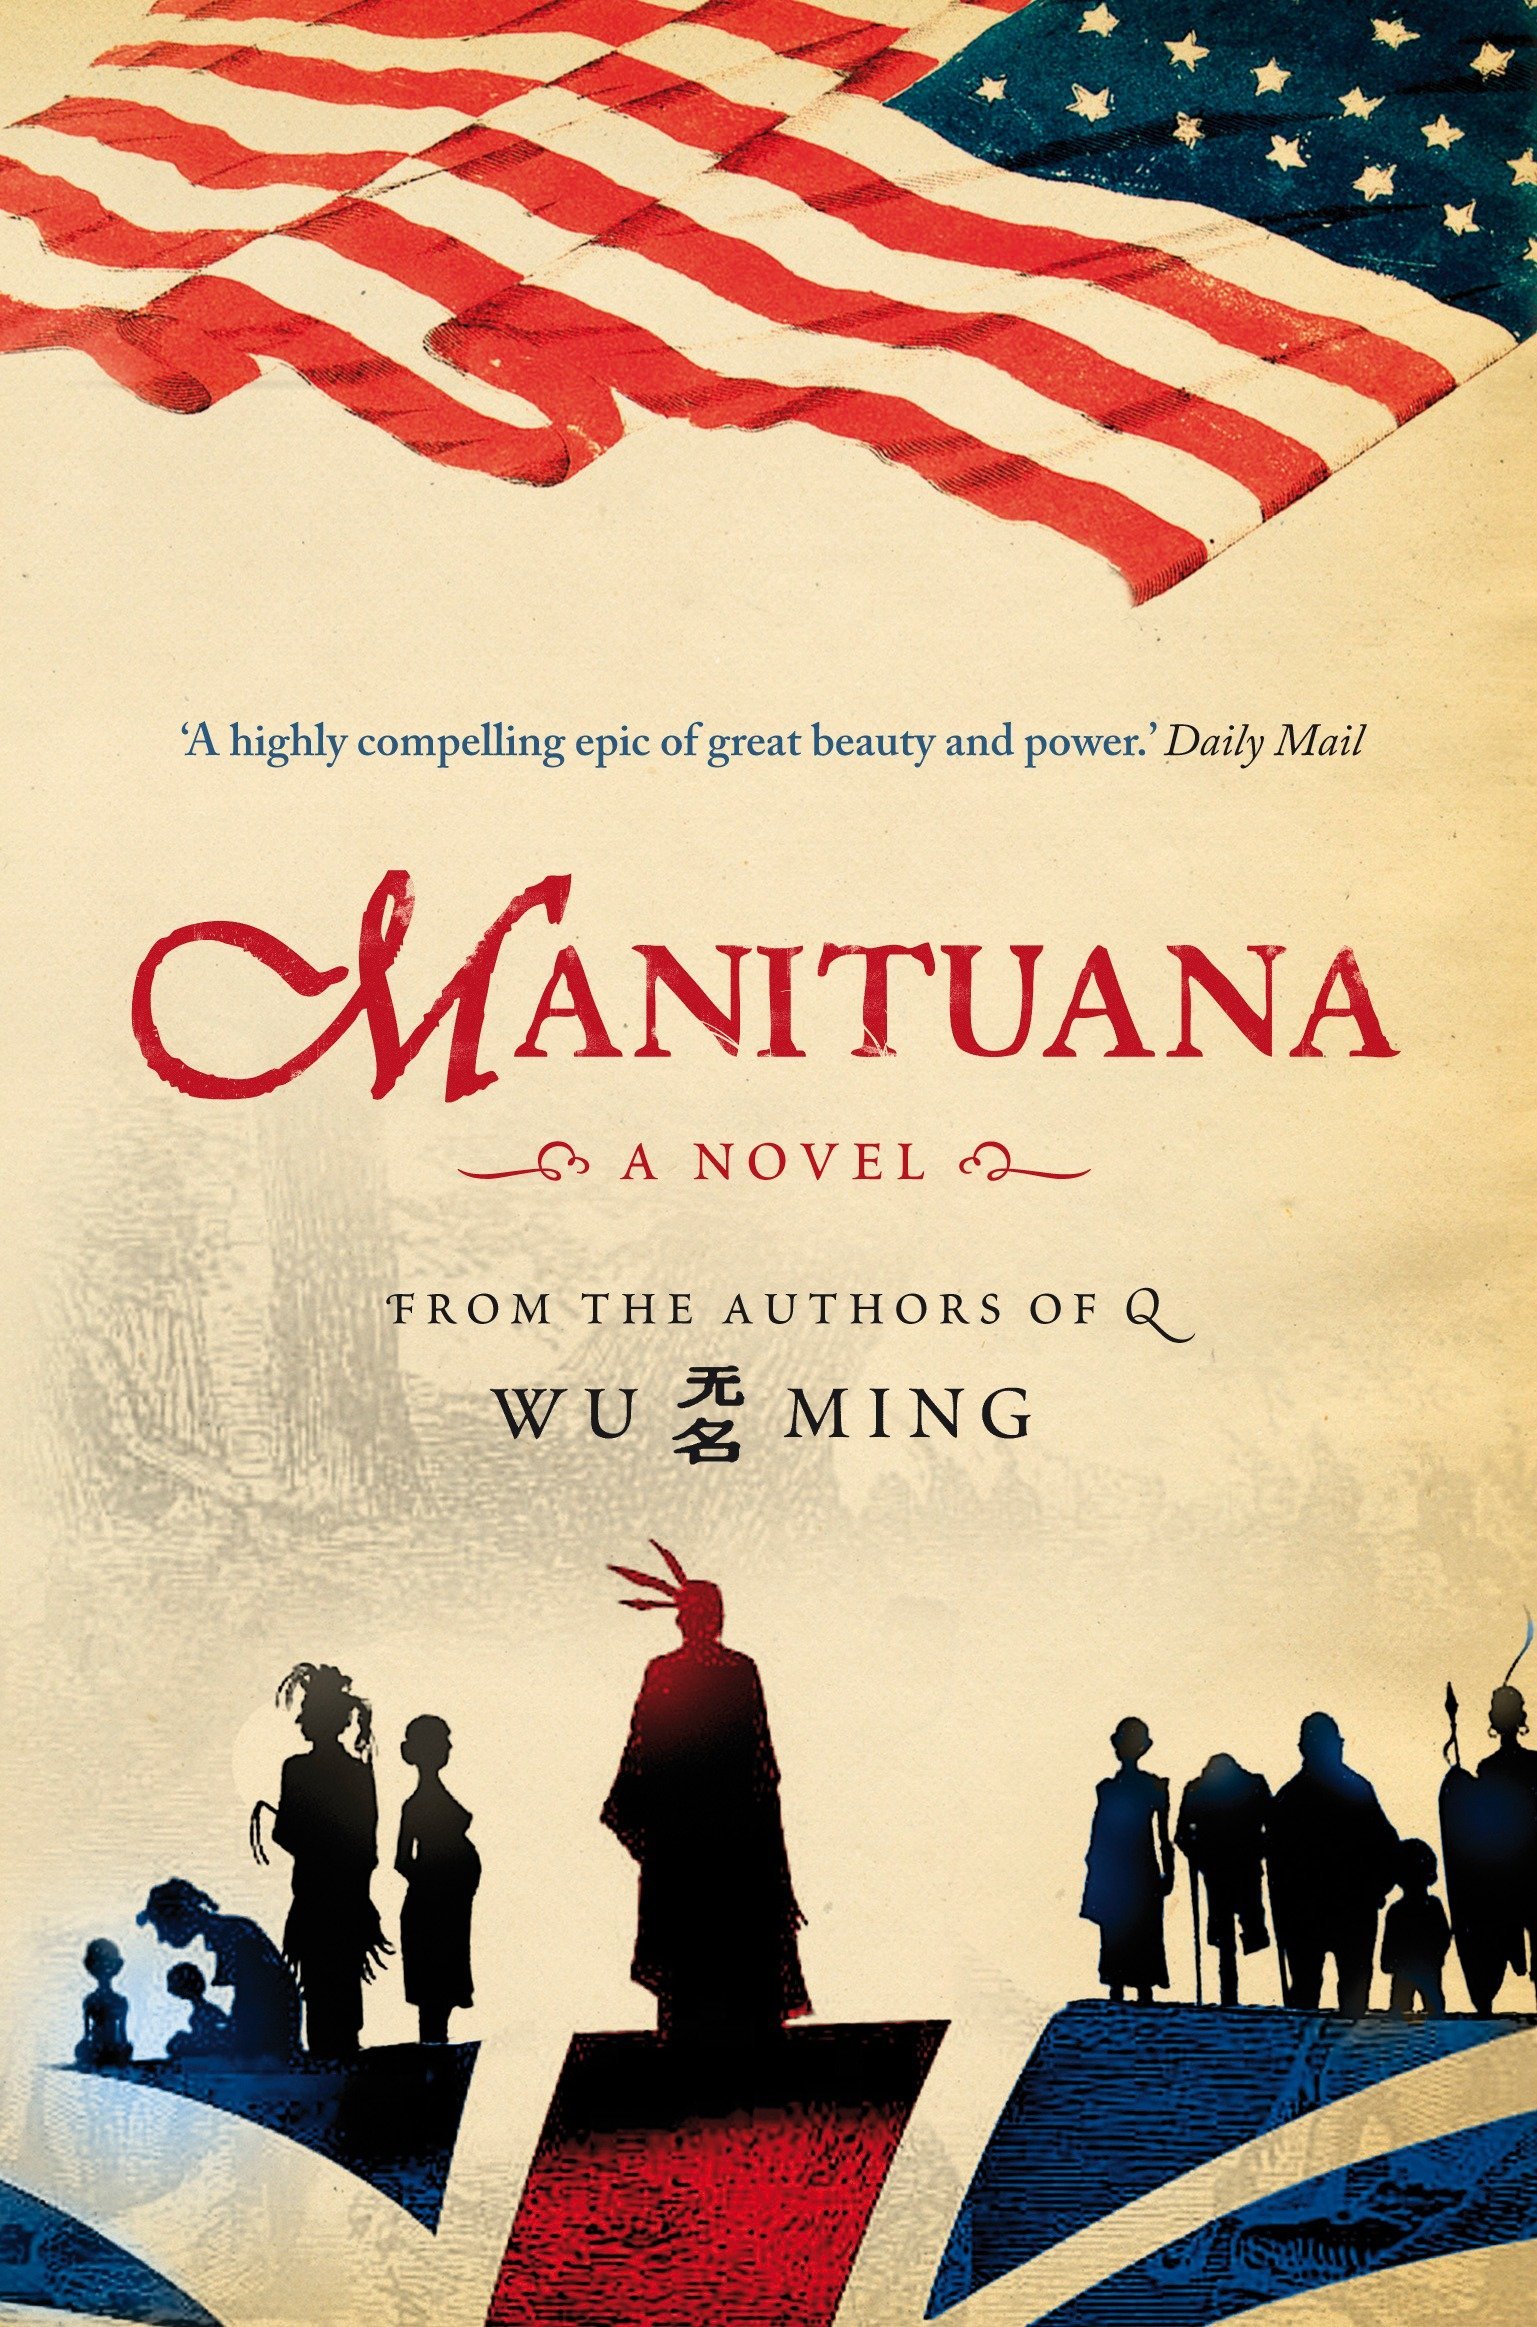 ‘A highly compelling epic of great beauty and power.’ Daily Mail
MANITUANA
A NOVEL
FROM THE AUTHORS OF Q
WU 无名 MING